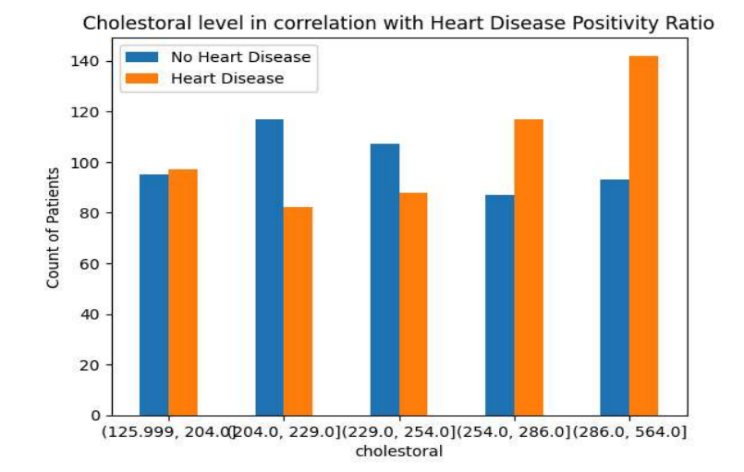 Cholestoral level in correlation with Heart Disease Positivity Ratio
No Heart Disease
Heart Disease
Count of Patients
140
120
100
80
60
40
20
0
(125.999, 204.0] (204.0, 229.0] (229.0, 254.0] (254.0, 286.0] (286.0, 564.0]
cholestoral